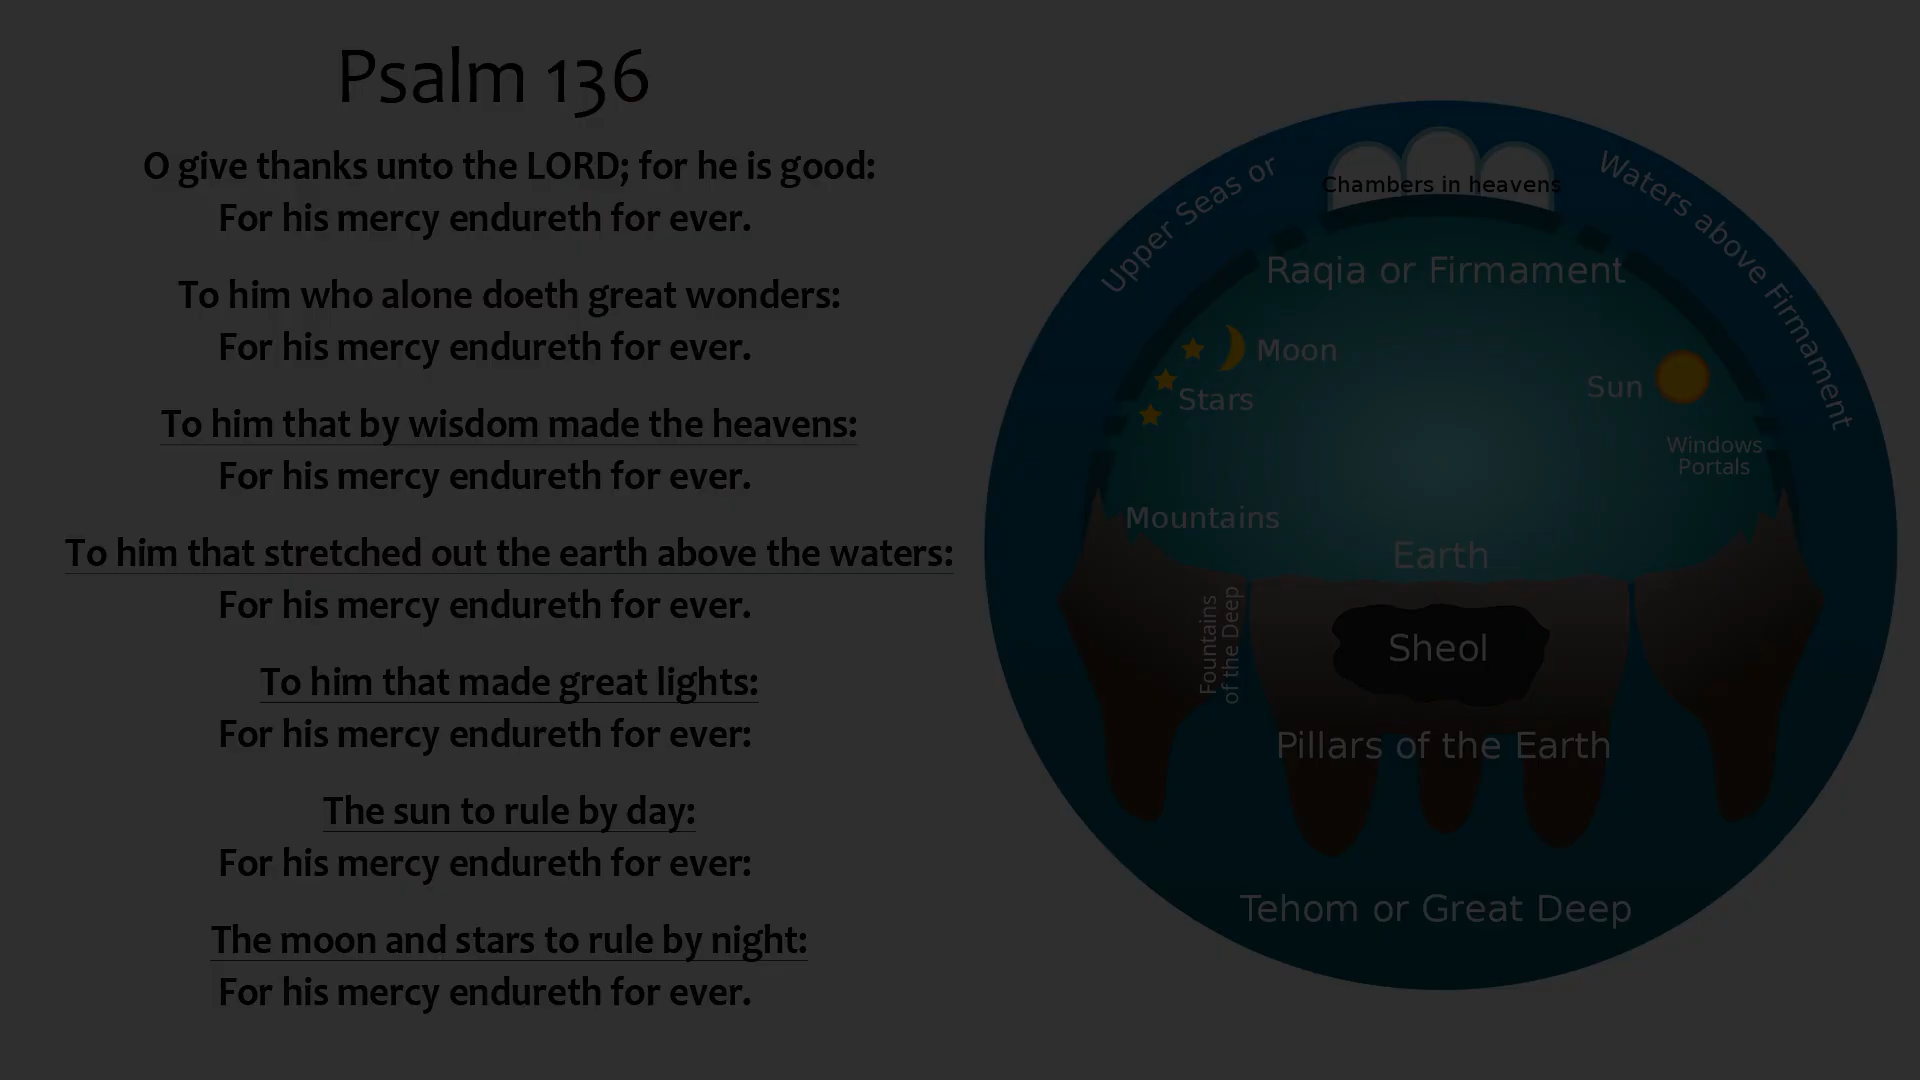 Psalm 136
O give thanks unto the LORD; for he is good:
For his mercy endureth for ever.
To him who alone doeth great wonders:
For his mercy endureth for ever.
To him that by wisdom made the heavens:
For his mercy endureth for ever.
To him that stretched out the earth above the waters:
For his mercy endureth for ever.
To him that made great lights:
For his mercy endureth for ever:
The sun to rule by day:
For his mercy endureth for ever:
The moon and stars to rule by night:
For his mercy endureth for ever.
Upper Seas or
Waters above Firmament
Chambers in heavens
Raqia or Firmament
Moon
Stars
Sun
Windows
Portals
Mountains
Earth
Fountains
of the Deep
Sheol
Pillars of the Earth
Tehom or Great Deep